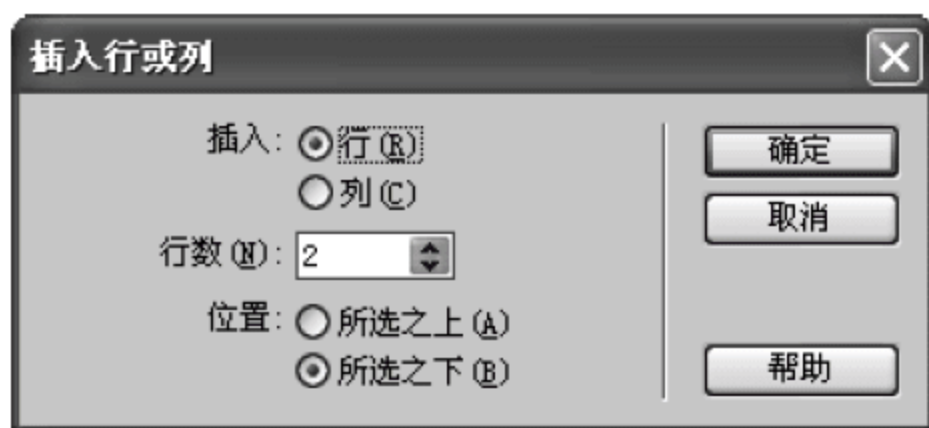 插入行或列
插入: 行(R)
列(C)
行数(N): 2
位置: 所选之上(A)
所选之下(B)
确定
取消
帮助